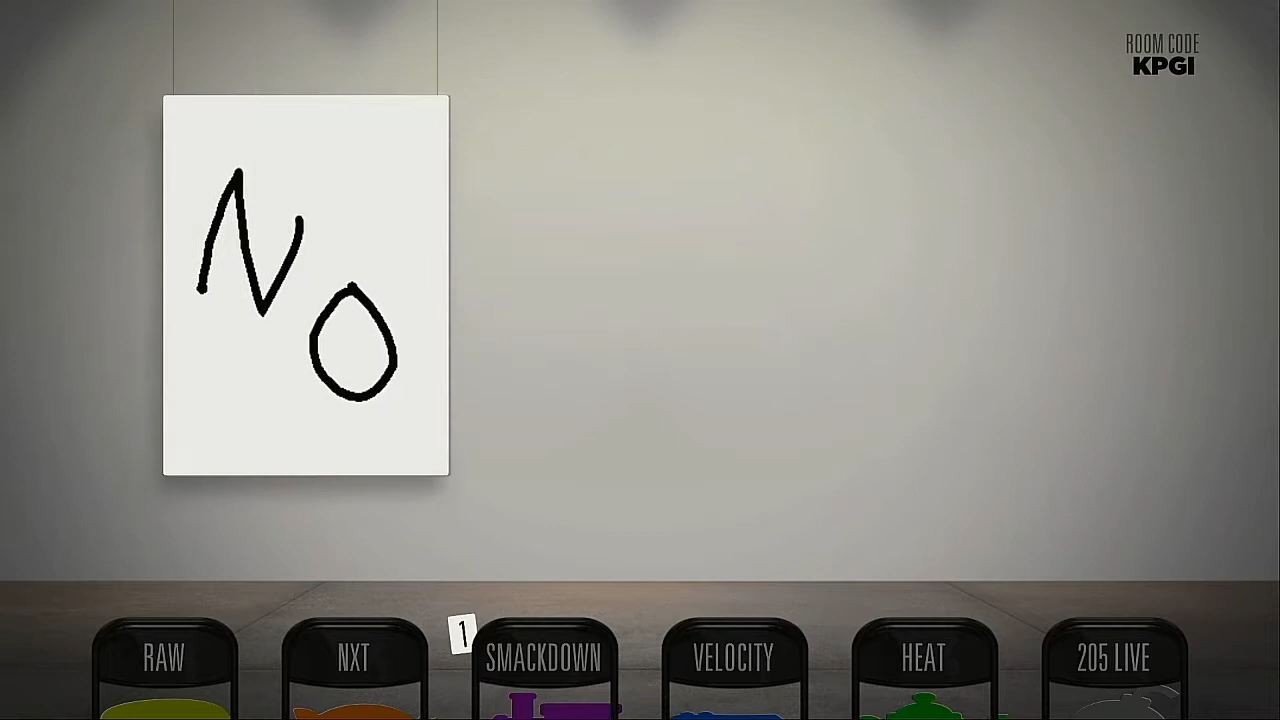 ROOM CODE
KPGI
NO
1
RAW
NXT
SMACKDOWN
VELOCITY
HEAT
205 LIVE